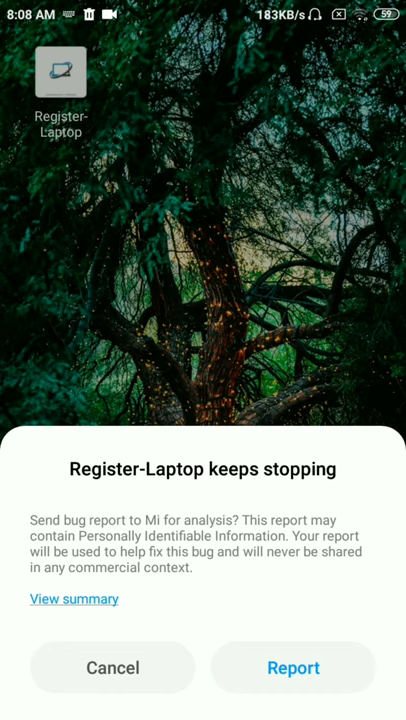 8:08 AM 183KB/s 59
Register-
Laptop
Register-Laptop keeps stopping
Send bug report to Mi for analysis? This report may
contain Personally Identifiable Information. Your report
will be used to help fix this bug and will never be shared
in any commercial context.
View summary
Cancel Report